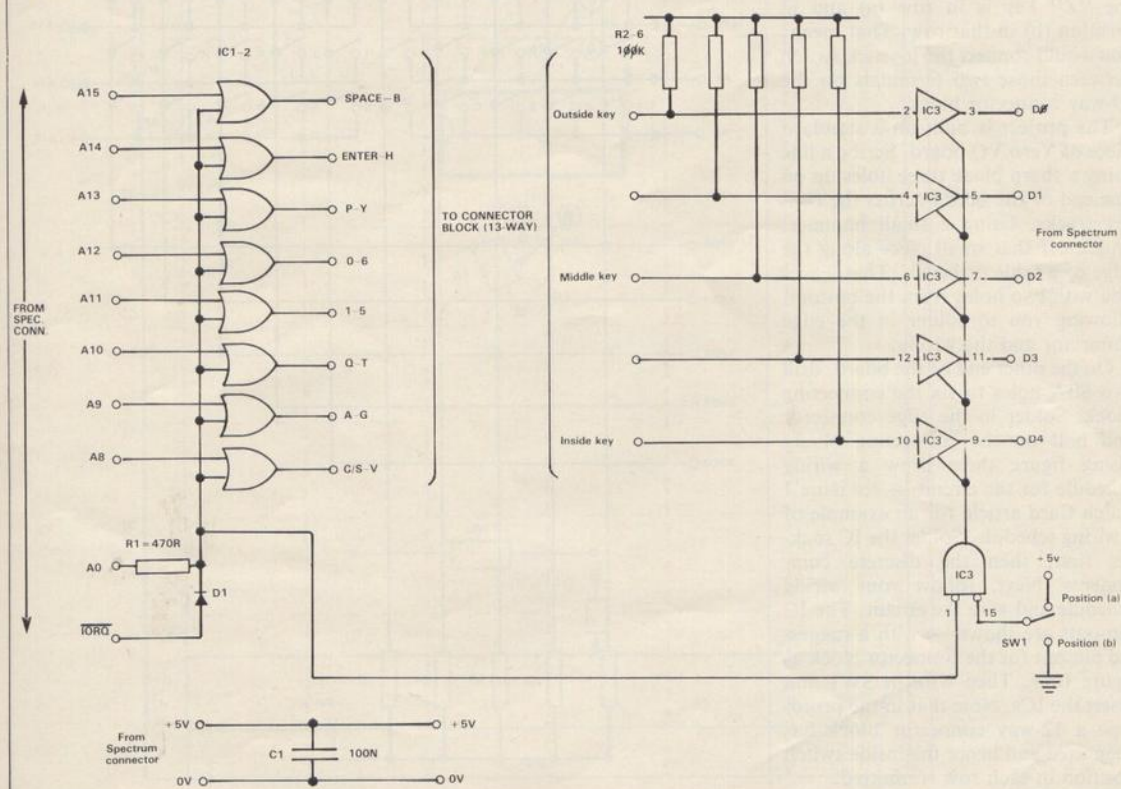 IC1-2
A15
SPACE-B
A14
ENTER-H
A13
P-Y
A12
0-6
A11
1-5
A10
Q-T
A9
A-G
A8
C/S-V
FROM
SPEC.
CONN.
R1=470R
A0
D1
IORQ
TO CONNECTOR
BLOCK (13-WAY)
R2-6
100K
Outside key
Middle key
Inside key
2 IC3 3 D0
4 IC3 5 D1
From Spectrum
connector
6 IC3 7 D2
12 IC3 11 D3
10 IC3 9 D4
IC3
1 15
+5v
Position (a)
SW1 Position (b)
From
Spectrum
connector
+5V +5V
C1 100N
0V 0V